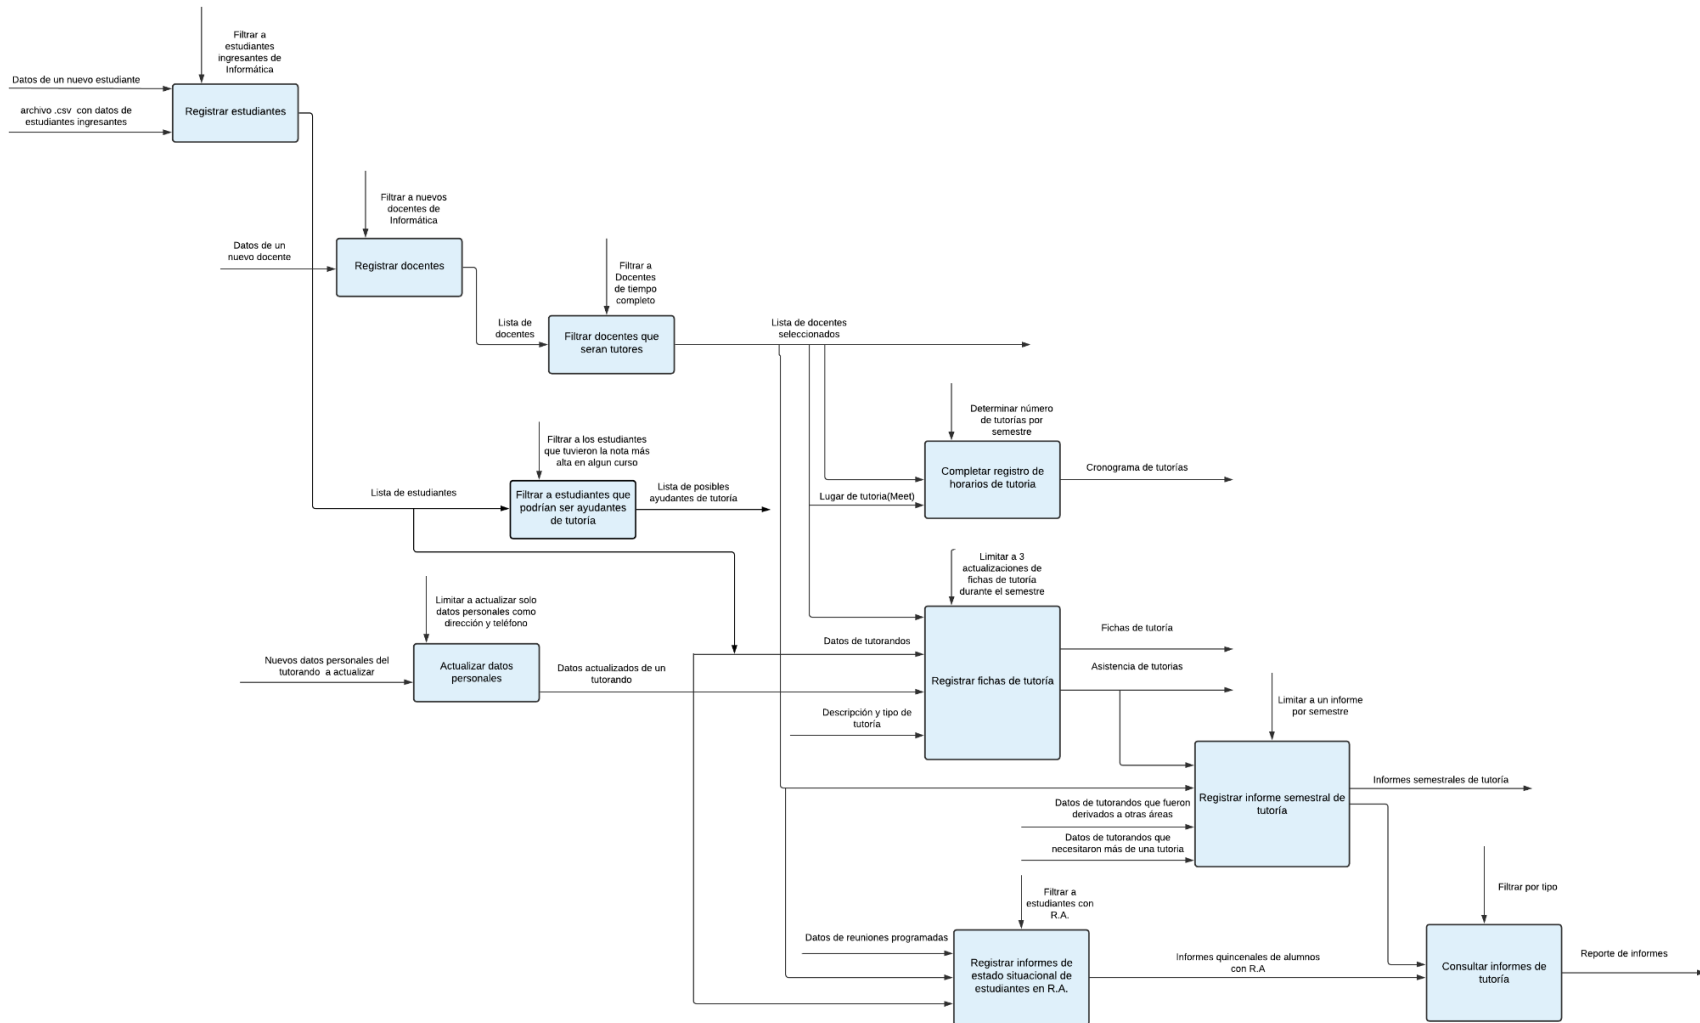 Filtrar a
estudiantes
ingresantes de
Informática
Datos de un nuevo estudiante
archivo .csv con datos de
estudiantes ingresantes
Registrar estudiantes
Filtrar a nuevos
docentes de
Informática
Datos de un
nuevo docente
Registrar docentes
Filtrar a
Docentes
de tiempo
completo
Lista de
docentes
Filtrar docentes que
seran tutores
Lista de docentes
seleccionados
Determinar número
de tutorías por
semestre
Completar registro de
horarios de tutoria
Cronograma de tutorías
Lugar de tutoria(Meet)
Filtrar a los estudiantes
que tuvieron la nota más
alta en algun curso
Lista de estudiantes
Filtrar a estudiantes que
podrían ser ayudantes
de tutoría
Lista de posibles
ayudantes de tutoría
Limitar a 3
actualizaciones de
fichas de tutoría
durante el semestre
Limitar a actualizar solo
datos personales como
dirección y teléfono
Nuevos datos personales del
tutorando a actualizar
Actualizar datos
personales
Datos actualizados de un
tutorando
Datos de tutorandos
Descripción y tipo de
tutoría
Registrar fichas de tutoría
Fichas de tutoría
Asistencia de tutorias
Limitar a un informe
por semestre
Registrar informe semestral de
tutoría
Informes semestrales de tutoría
Datos de tutorandos que fueron
derivados a otras áreas
Datos de tutorandos que
necesitaron más de una tutoria
Filtrar a
estudiantes con
R.A.
Datos de reuniones programadas
Registrar informes de
estado situacional de
estudiantes en R.A.
Informes quincenales de alumnos
con R.A
Filtrar por tipo
Consultar informes de
tutoría
Reporte de informes